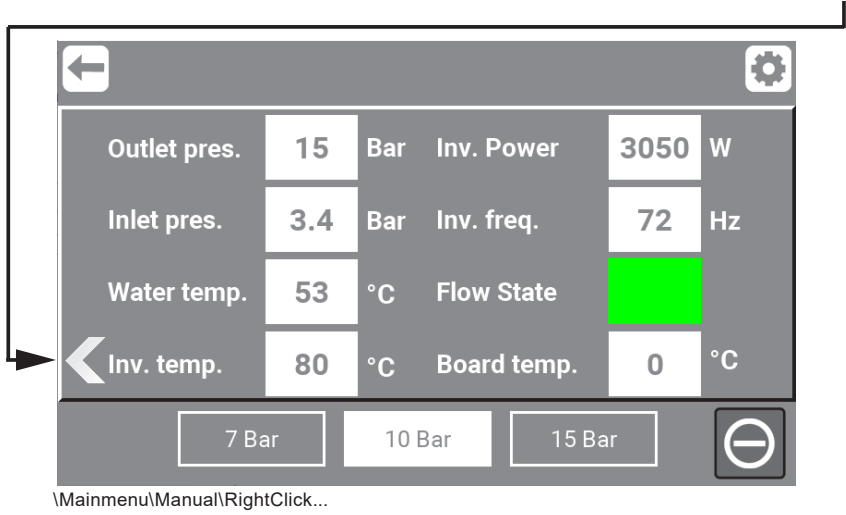 Outlet pres. 15 Bar Inv. Power 3050 W
Inlet pres. 3.4 Bar Inv. freq. 72 Hz
Water temp. 53 °C Flow State
Inv. temp. 80 °C Board temp. 0 °C
7 Bar 10 Bar 15 Bar
\Mainmenu\Manual\RightClick...